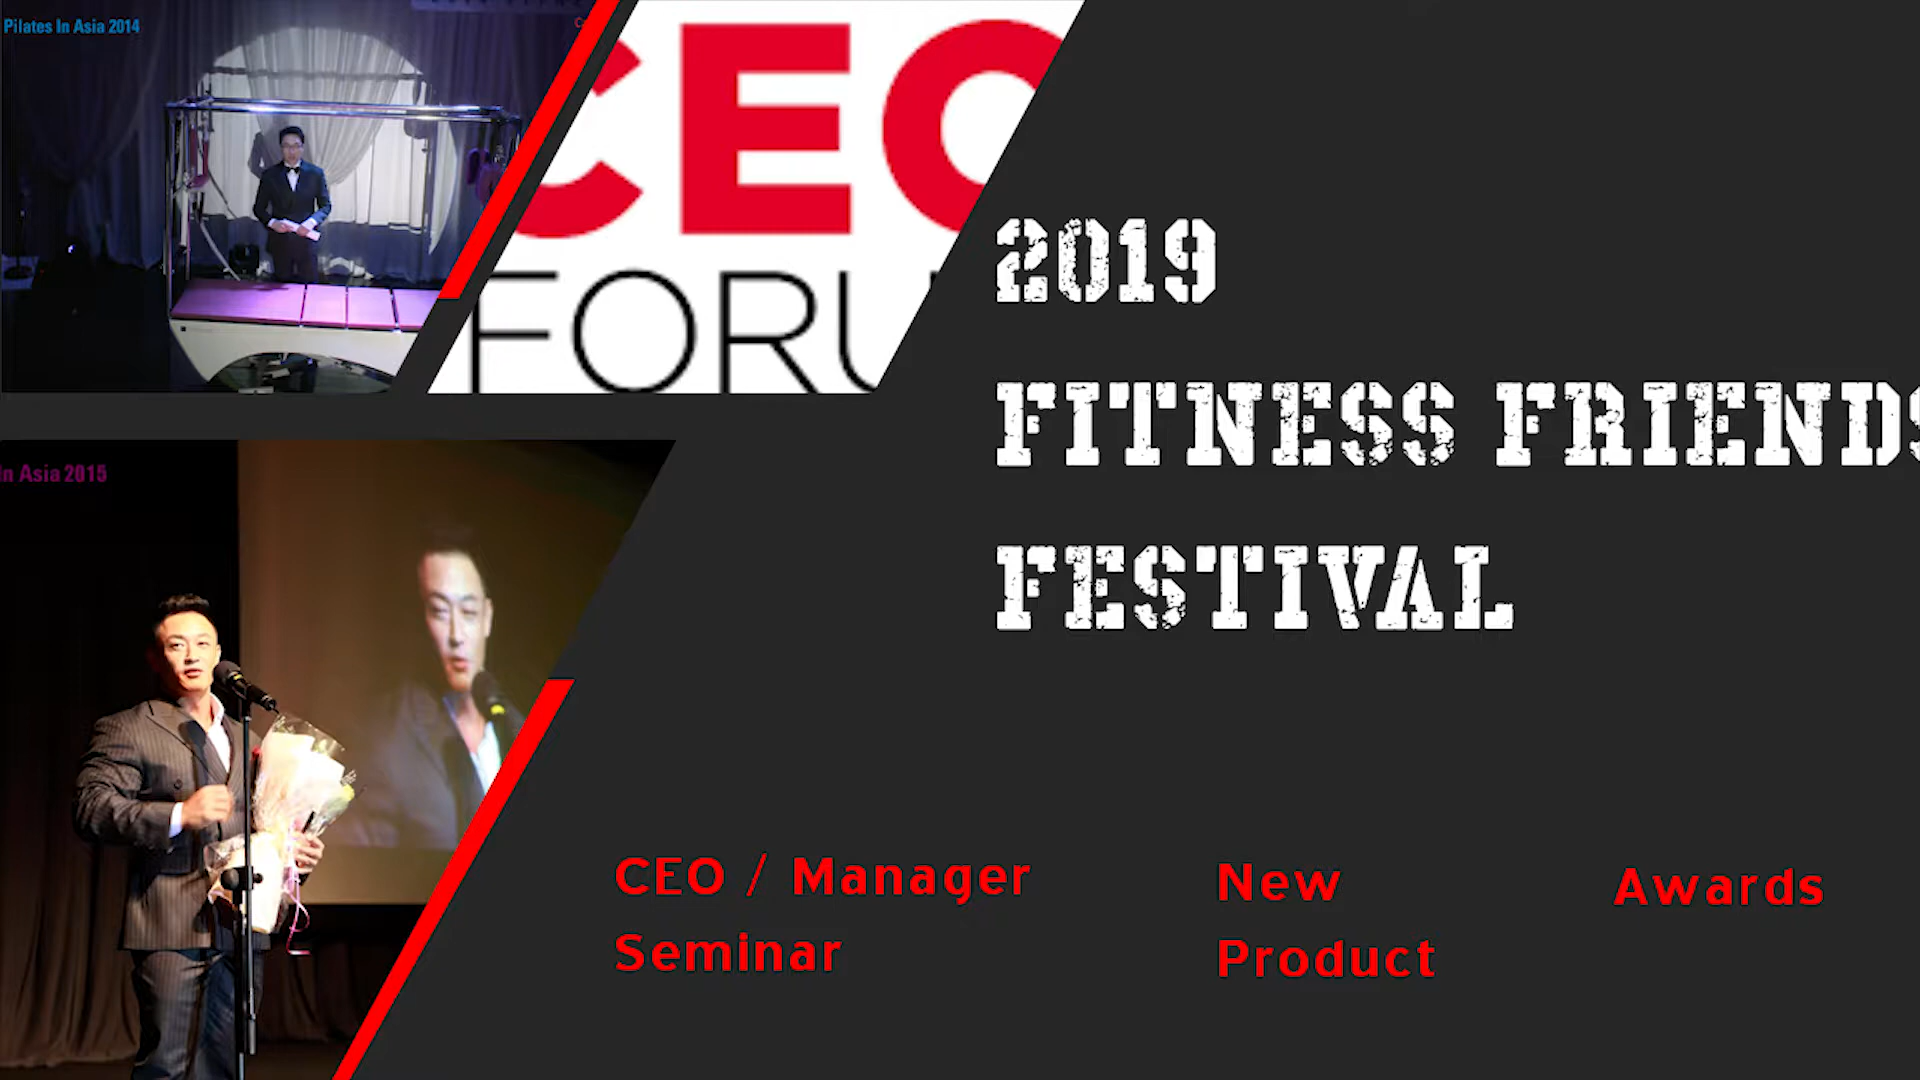 Pilates In Asia 2014
CEO
FORU
2019
FITNESS FRIENDS
FESTIVAL
In Asia 2015
CEO / Manager
Seminar
New
Product
Awards